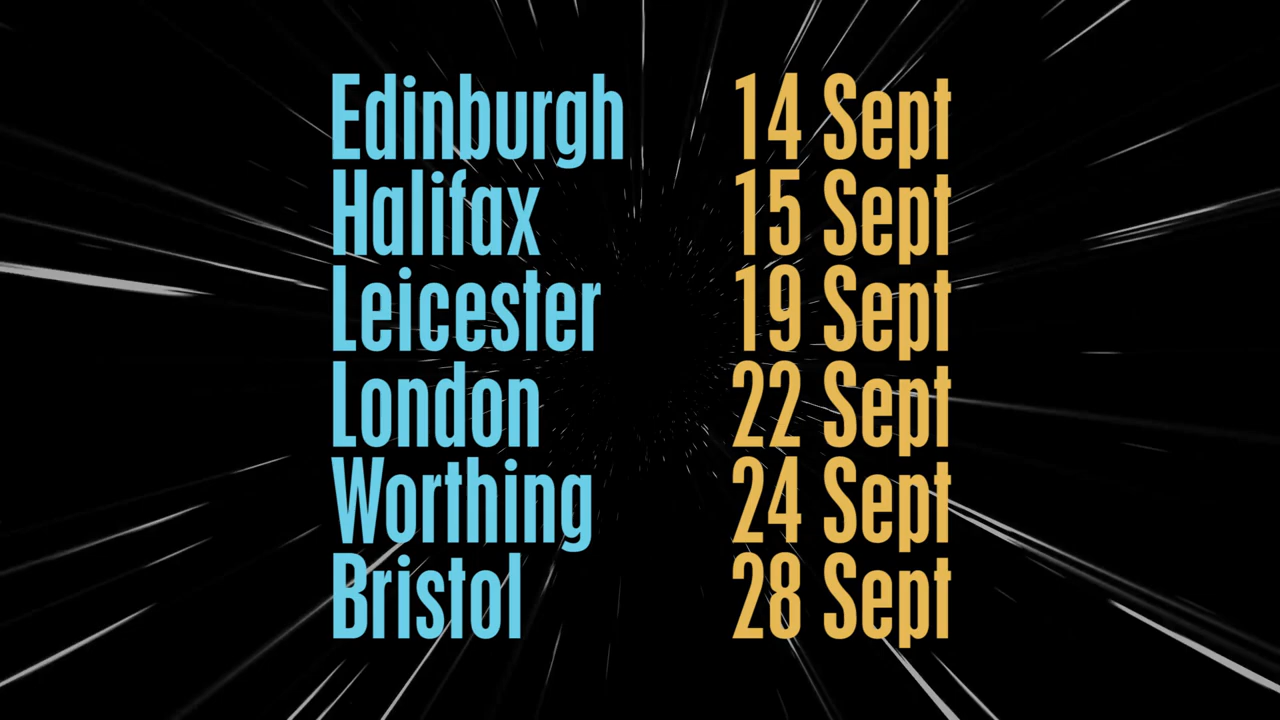 Edinburgh 14 Sept
Halifax 15 Sept
Leicester 19 Sept
London 22 Sept
Worthing 24 Sept
Bristol 28 Sept